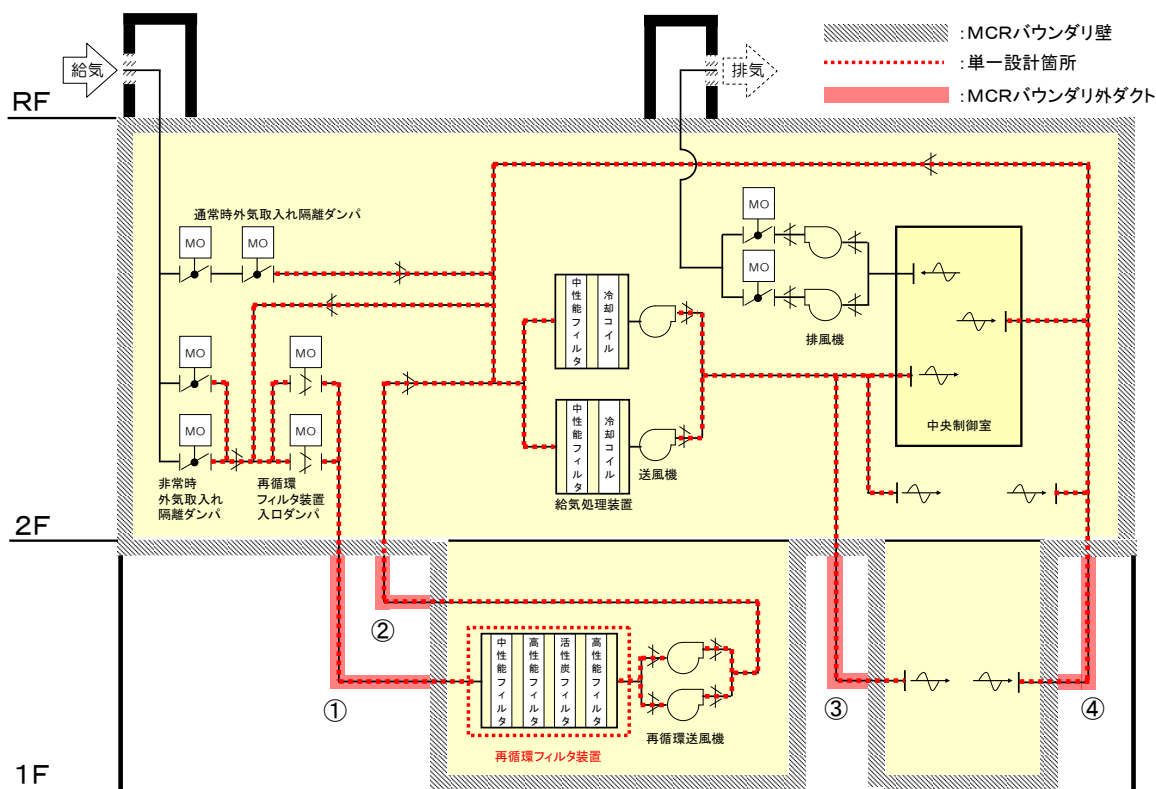 給気
排気
:MCRバウンダリ壁
:単一設計箇所
:MCRバウンダリ外ダクト
RF
通常時外気取入れ隔離ダンパ
MO
MO
MO
MO
排風機
中央制御室
中性能フィルタ
冷却コイル
中性能フィルタ
冷却コイル
送風機
給気処理装置
MO
MO
MO
MO
非常時
外気取入れ
隔離ダンパ
再循環
フィルタ装置
入口ダンパ
2F
①
②
③
④
中性能フィルタ
高性能フィルタ
活性炭フィルタ
高性能フィルタ
再循環送風機
再循環フィルタ装置
1F